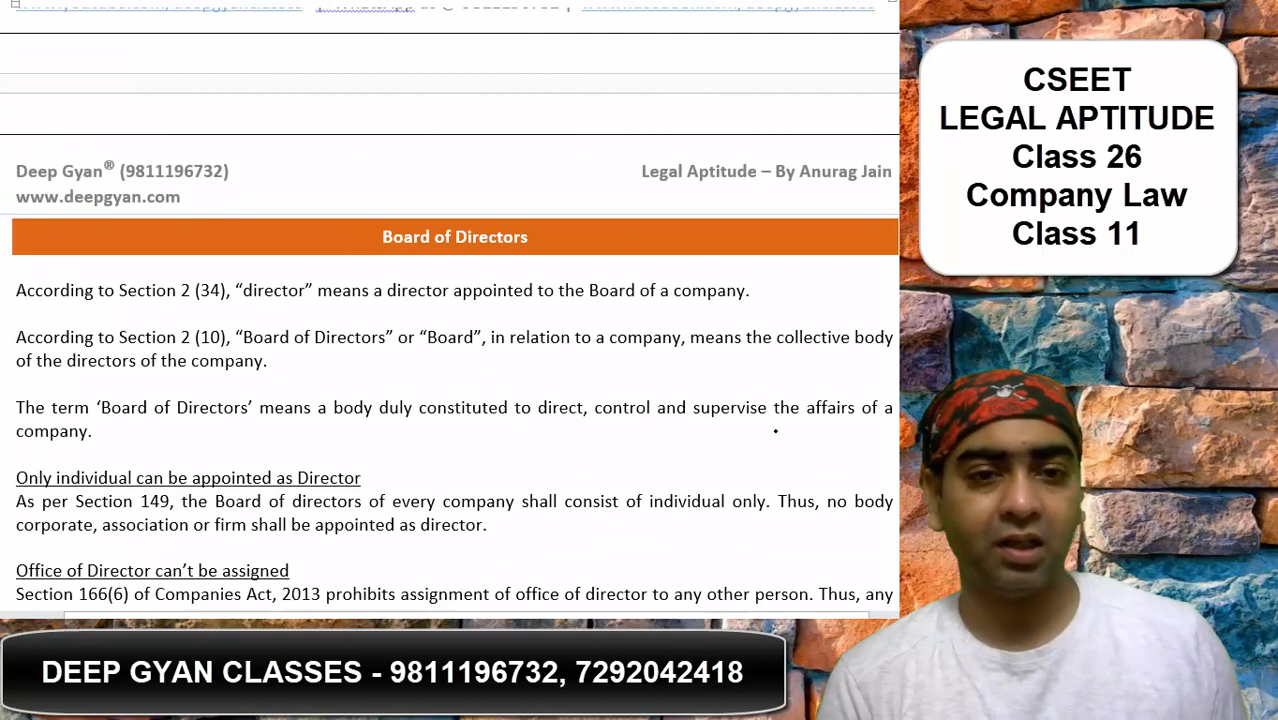 Deep Gyan® (9811196732)
Legal Aptitude – By Anurag Jain
www.deepgyan.com
Board of Directors
According to Section 2 (34), “director” means a director appointed to the Board of a company.
According to Section 2 (10), “Board of Directors” or “Board”, in relation to a company, means the collective body
of the directors of the company.
The term ‘Board of Directors’ means a body duly constituted to direct, control and supervise the affairs of a
company.
Only individual can be appointed as Director
As per Section 149, the Board of directors of every company shall consist of individual only. Thus, no body
corporate, association or firm shall be appointed as director.
Office of Director can’t be assigned
Section 166(6) of Companies Act, 2013 prohibits assignment of office of director to any other person. Thus, any
CSEET
LEGAL APTITUDE
Class 26
Company Law
Class 11
DEEP GYAN CLASSES - 9811196732, 7292042418